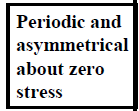 Periodic and
asymmetrical
about zero
stress